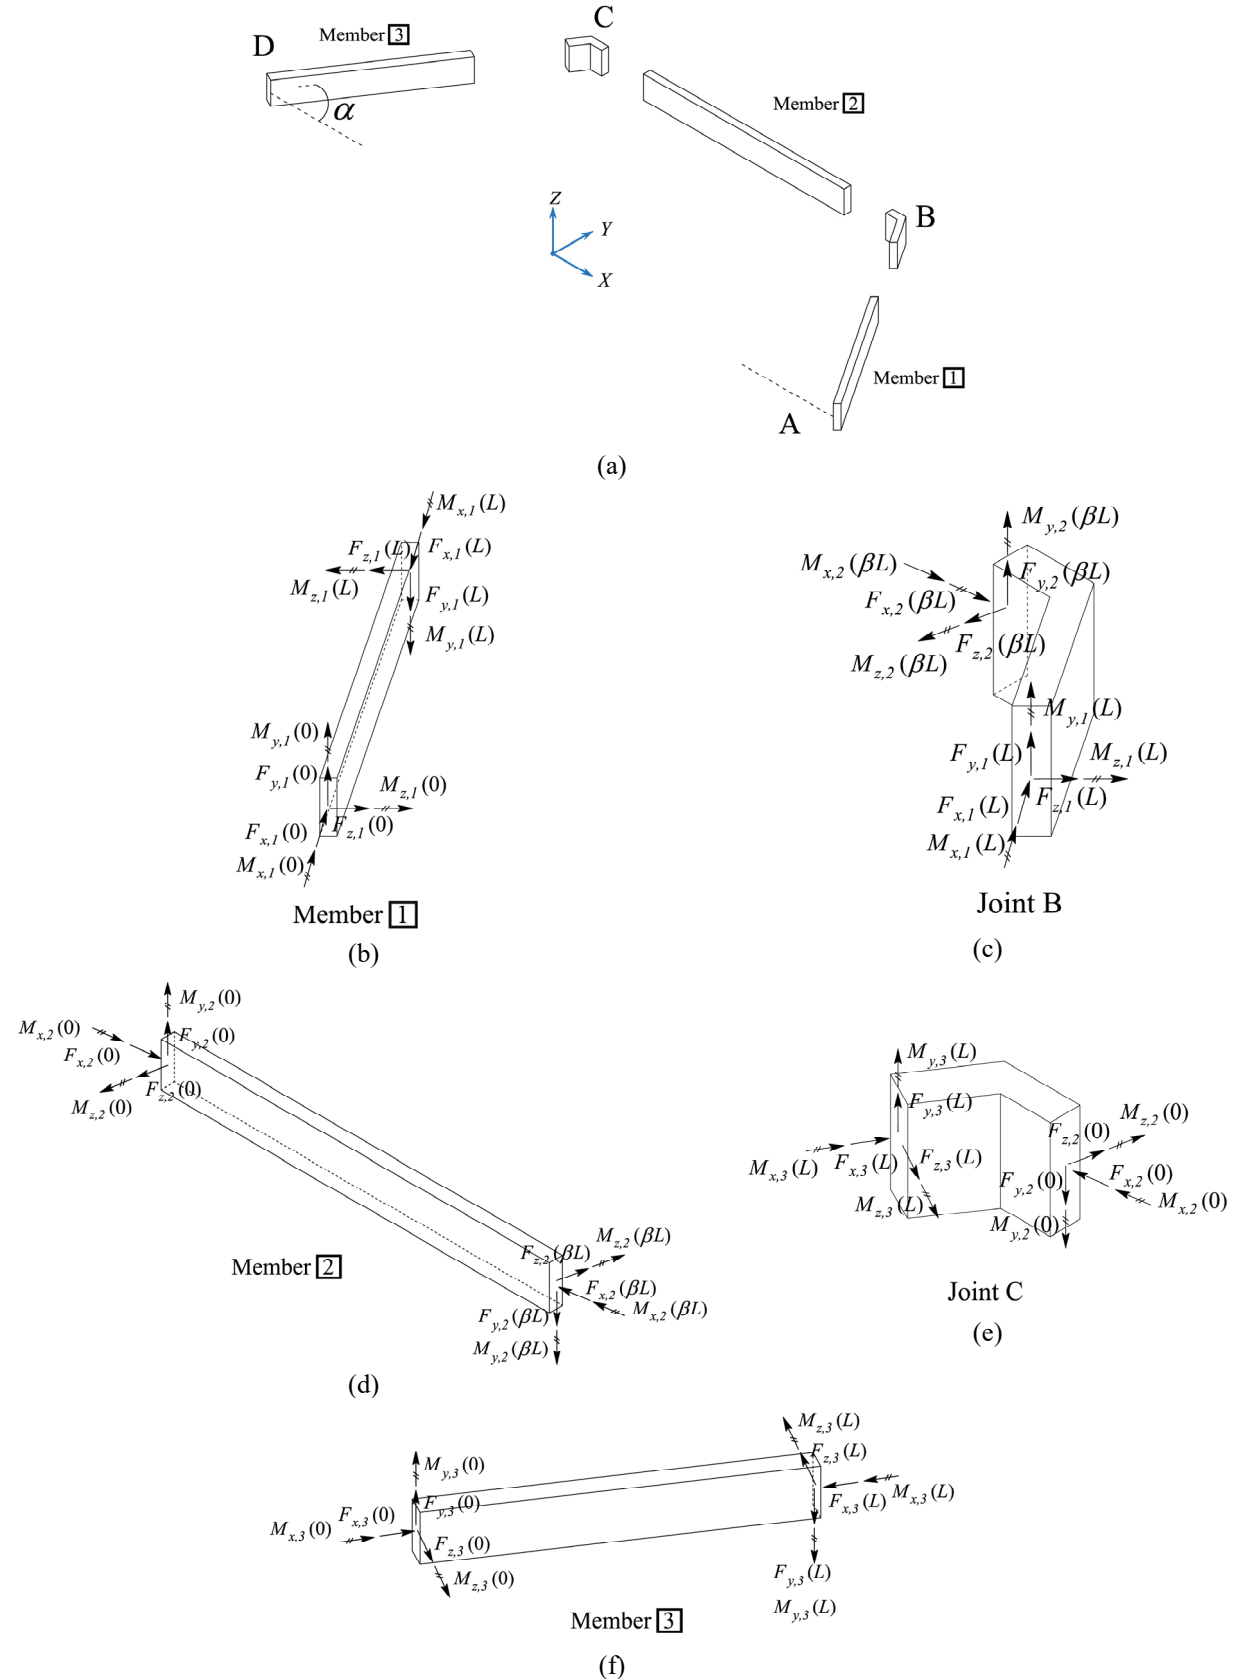 D
Member 3
C
α
Member 2
Z
Y
X
B
A
Member 1
(a)
M_{x,1}(L)
F_{z,1}(L)
F_{x,1}(L)
M_{z,1}(L)
F_{y,1}(L)
M_{y,1}(L)
M_{y,1}(0)
F_{y,1}(0)
M_{z,1}(0)
F_{x,1}(0)
F_{z,1}(0)
M_{x,1}(0)
Member 1
(b)
M_{y,2}(βL)
M_{x,2}(βL)
F_{y,2}(βL)
F_{x,2}(βL)
F_{z,2}(βL)
M_{z,2}(βL)
M_{y,1}(L)
F_{y,1}(L)
M_{z,1}(L)
F_{x,1}(L)
F_{z,1}(L)
M_{x,1}(L)
Joint B
(c)
M_{y,2}(0)
M_{x,2}(0)
F_{y,2}(0)
F_{x,2}(0)
F_{z,2}(0)
M_{z,2}(0)
M_{z,2}(βL)
F_{z,2}(βL)
F_{x,2}(βL)
M_{x,2}(βL)
F_{y,2}(βL)
M_{y,2}(βL)
Member 2
(d)
M_{y,3}(L)
F_{y,3}(L)
M_{z,2}(0)
F_{z,2}(0)
M_{x,3}(L)
F_{x,3}(L)
F_{z,3}(L)
F_{x,2}(0)
F_{y,2}(0)
M_{x,2}(0)
M_{z,3}(L)
M_{y,2}(0)
Joint C
(e)
M_{z,3}(L)
F_{z,3}(L)
M_{y,3}(0)
M_{x,3}(L)
F_{y,3}(0)
F_{x,3}(L)
F_{x,3}(0)
M_{x,3}(0)
F_{z,3}(0)
M_{z,3}(0)
F_{y,3}(L)
M_{y,3}(L)
Member 3
(f)